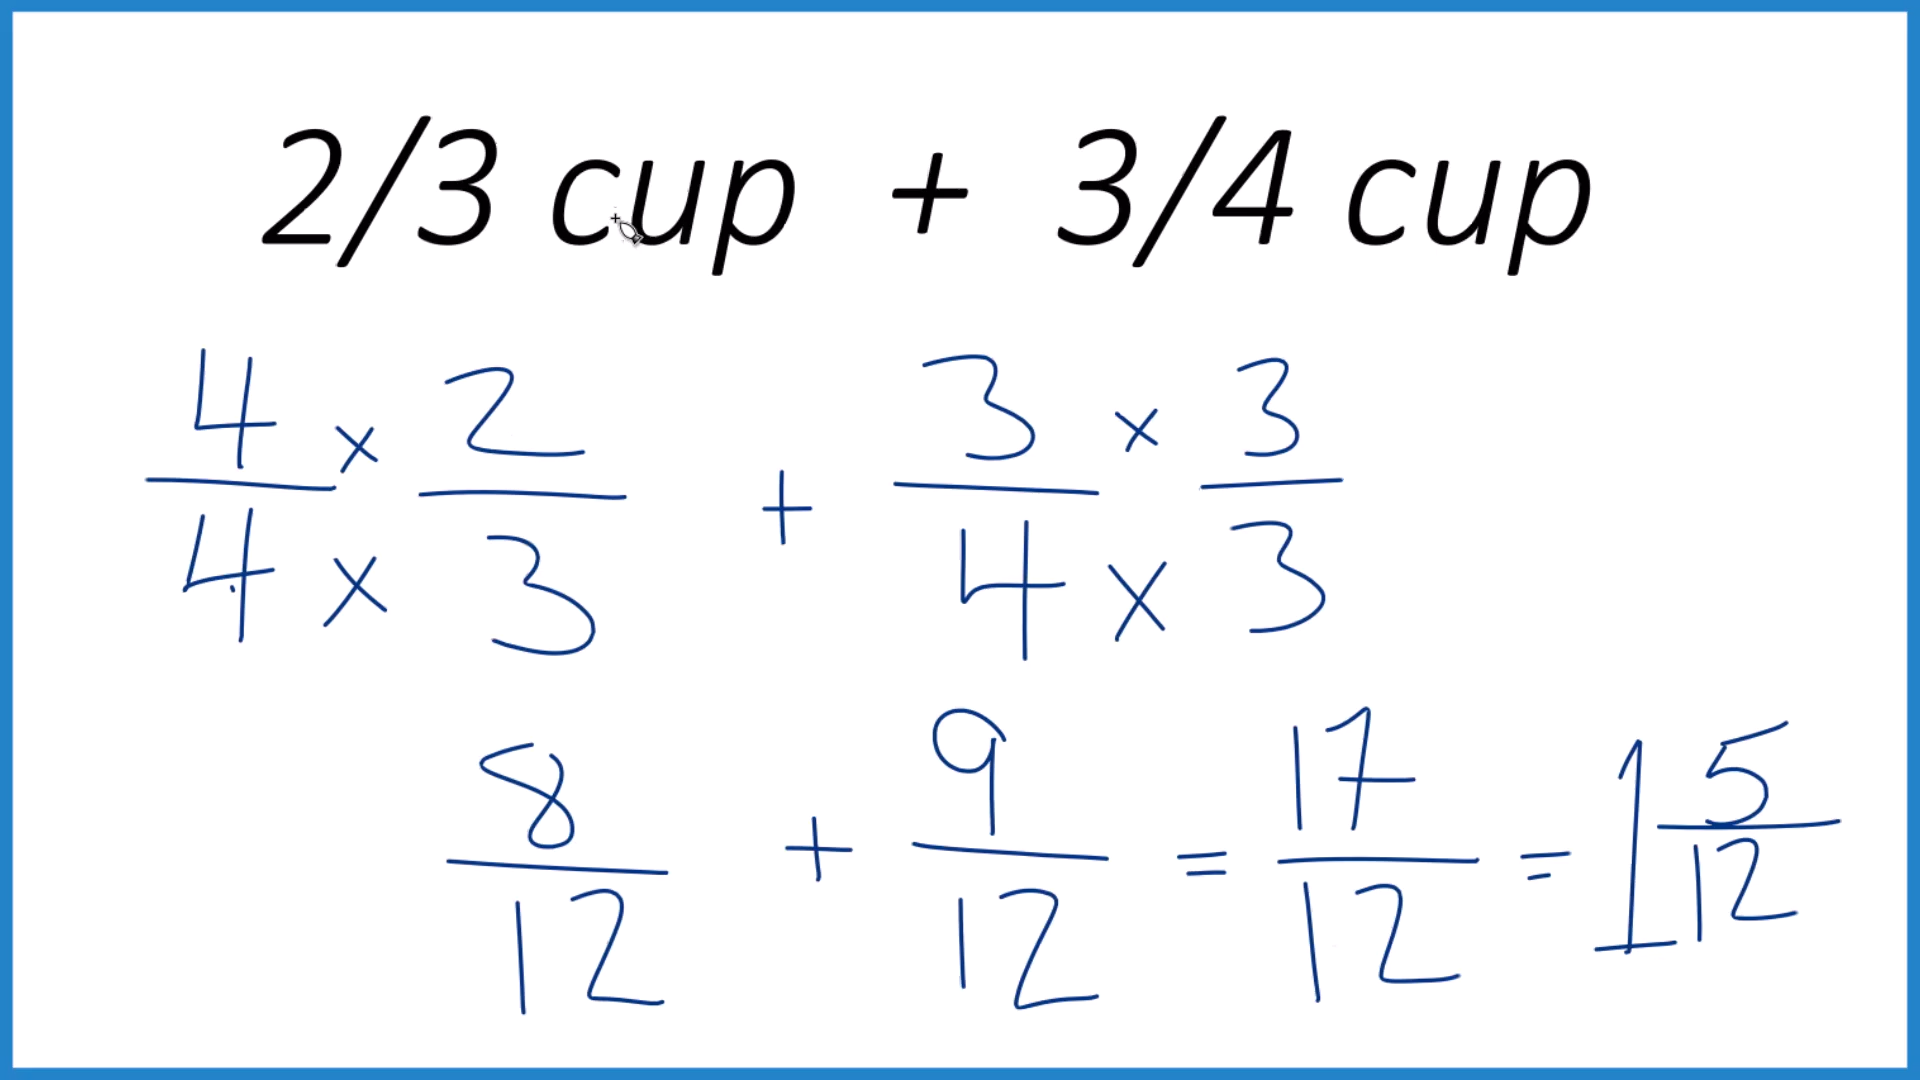 2/3 cup + 3/4 cup
4/4 × 2/3 + 3/4 × 3/3
8/12 + 9/12 = 17/12 = 1 5/12